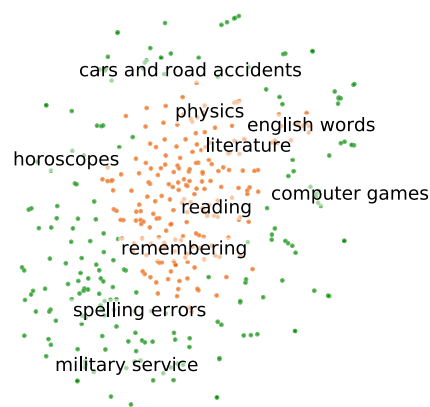 cars and road accidents
physics
english words
literature
horoscopes
computer games
reading
remembering
spelling errors
military service